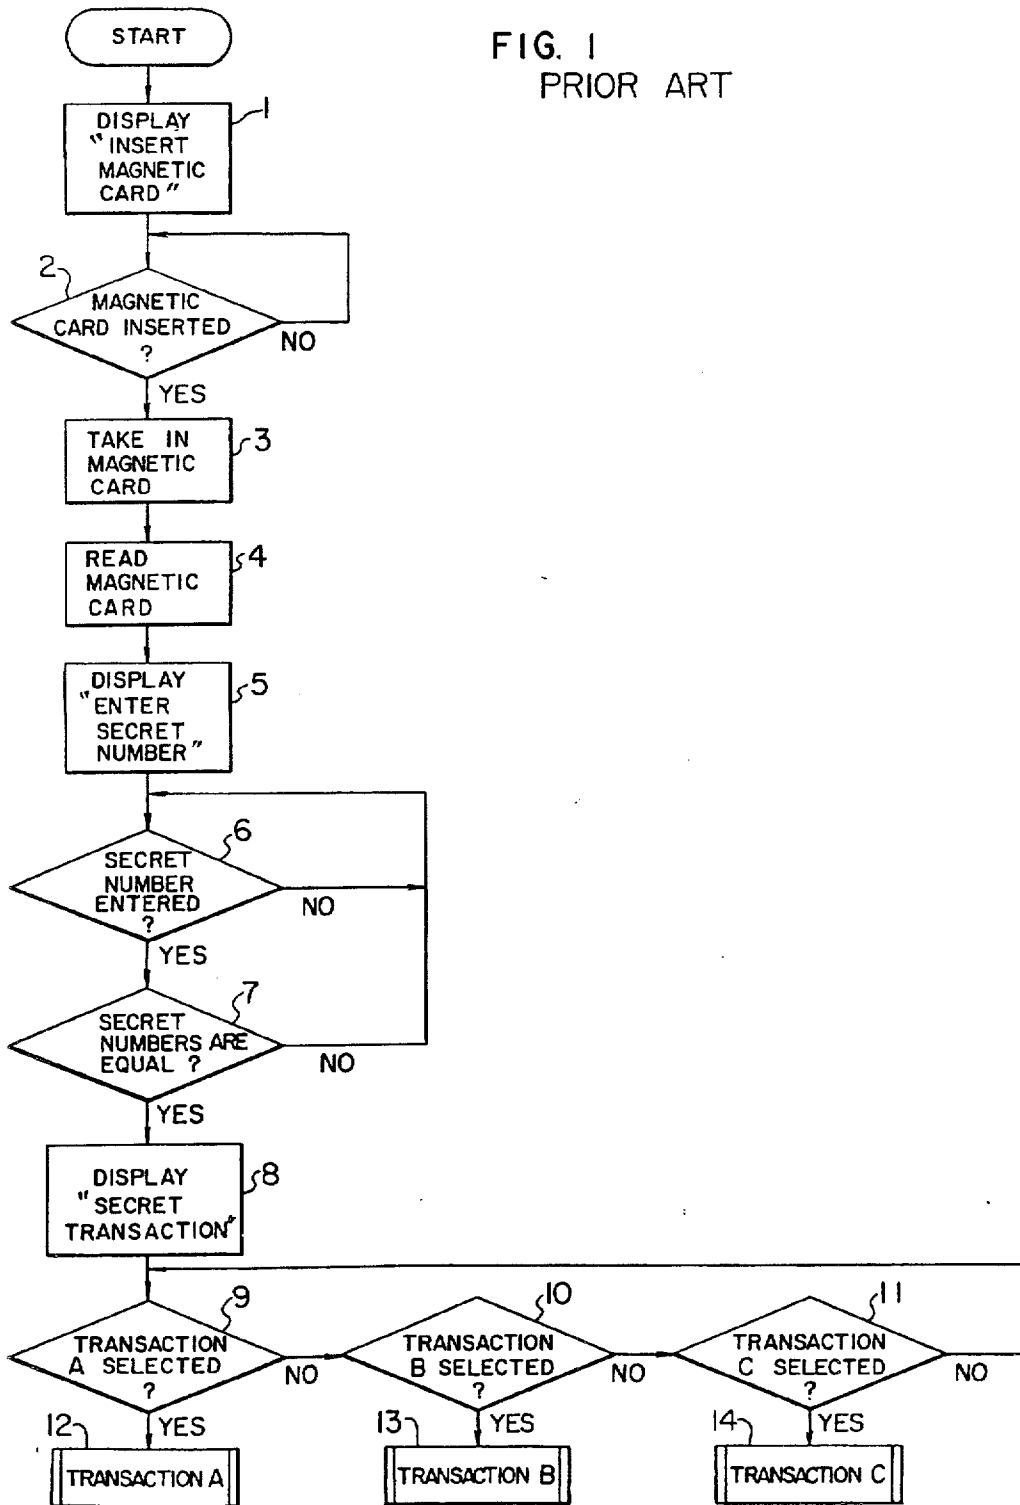 START
FIG. 1
PRIOR ART
DISPLAY
"INSERT
MAGNETIC
CARD"
1
2
MAGNETIC
CARD INSERTED
?
NO
YES
TAKE IN
MAGNETIC
CARD
3
READ
MAGNETIC
CARD
4
DISPLAY
"ENTER
SECRET
NUMBER"
5
6
SECRET
NUMBER
ENTERED
?
NO
YES
7
SECRET
NUMBERS ARE
EQUAL ?
NO
YES
DISPLAY
"SECRET
TRANSACTION"
8
9
TRANSACTION
A SELECTED
?
NO
YES
10
TRANSACTION
B SELECTED
?
NO
YES
11
TRANSACTION
C SELECTED
?
NO
YES
12
TRANSACTION A
13
TRANSACTION B
14
TRANSACTION C